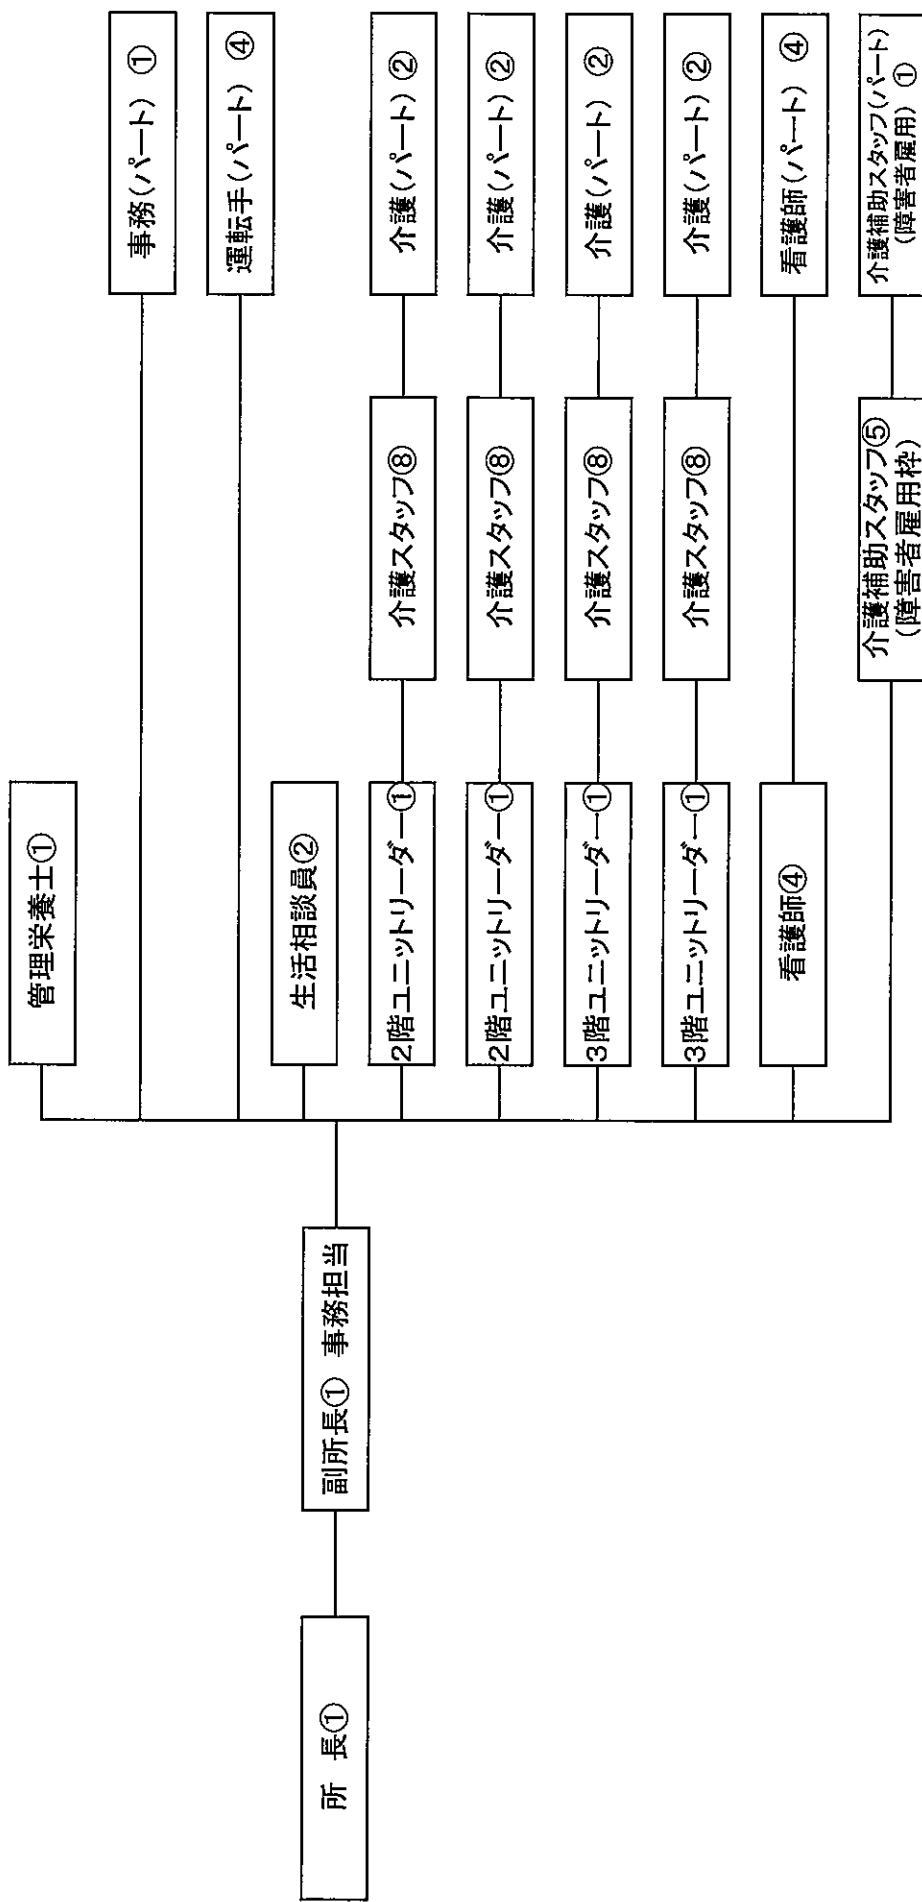 所　長①
副所長①　事務担当
管理栄養士①
事務(パート)　①
運転手(パート)　④
生活相談員②
2階ユニットリーダー①
介護スタッフ⑧
介護(パート)　②
2階ユニットリーダー①
介護スタッフ⑧
介護(パート)　②
3階ユニットリーダー①
介護スタッフ⑧
介護(パート)　②
3階ユニットリーダー①
介護スタッフ⑧
介護(パート)　②
看護師④
看護師(パート)　④
介護補助スタッフ⑤
(障害者雇用枠)
介護補助スタッフ(パート)
(障害者雇用)　①